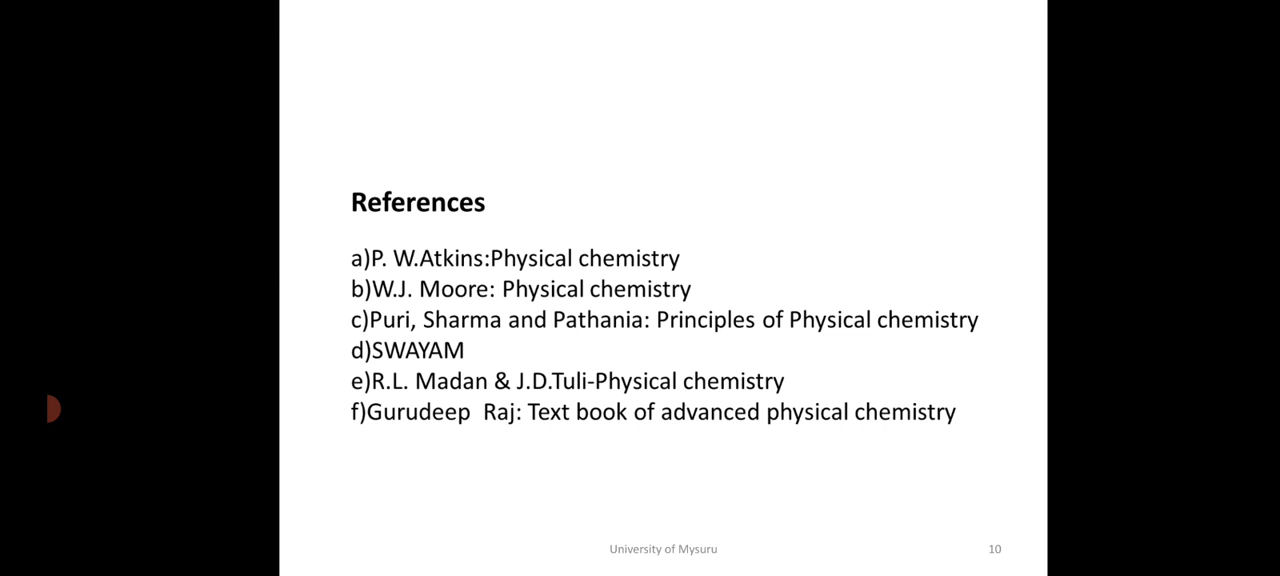 References
a)P. W.Atkins:Physical chemistry
b)W.J. Moore: Physical chemistry
c)Puri, Sharma and Pathania: Principles of Physical chemistry
d)SWAYAM
e)R.L. Madan & J.D.Tuli-Physical chemistry
f)Gurudeep Raj: Text book of advanced physical chemistry
University of Mysuru
10